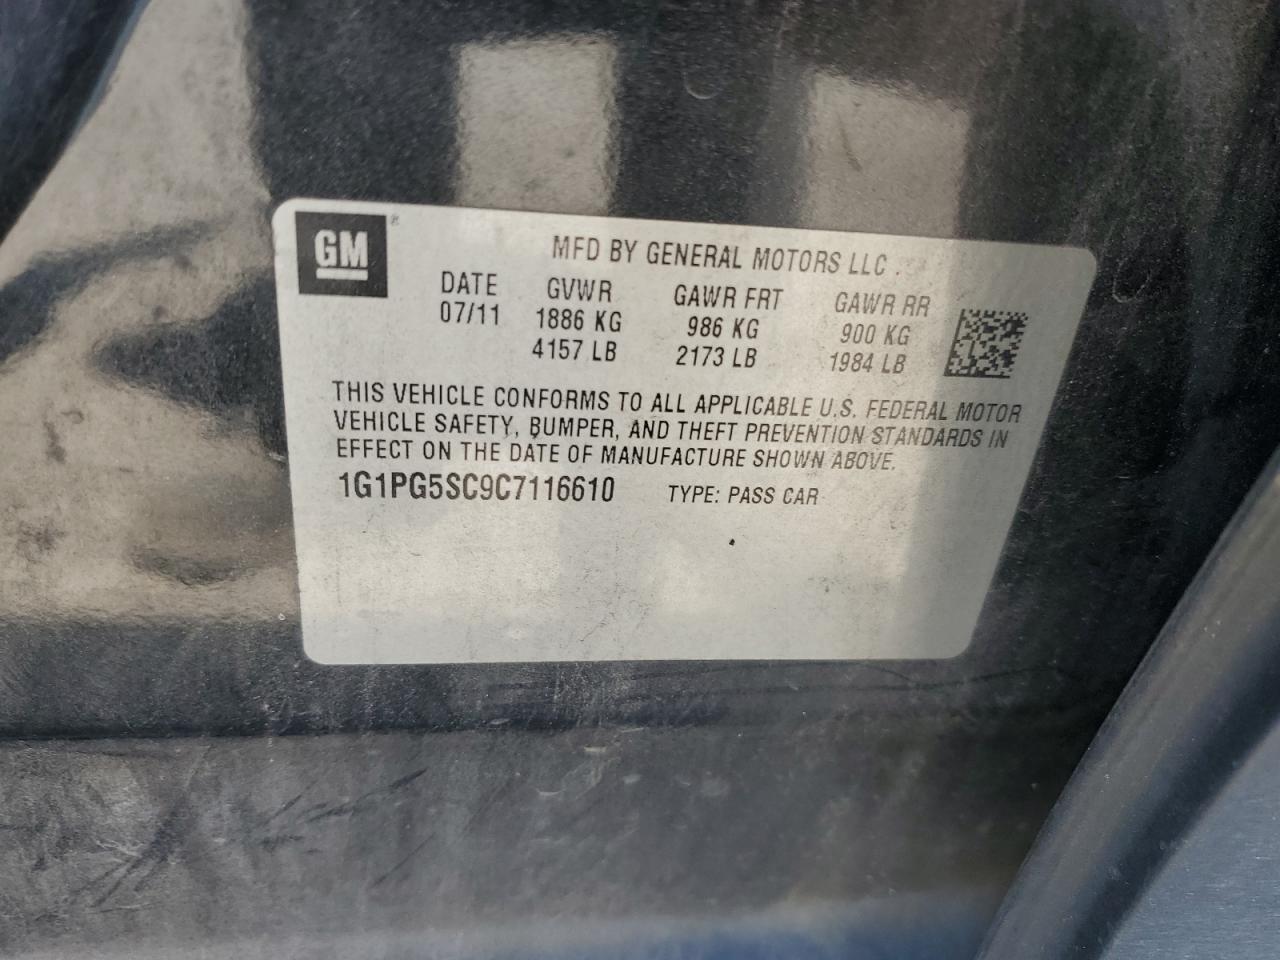 GM ®
MFD BY GENERAL MOTORS LLC
DATE GVWR GAWR FRT GAWR RR
07/11 1886 KG 986 KG 900 KG
4157 LB 2173 LB 1984 LB
THIS VEHICLE CONFORMS TO ALL APPLICABLE U.S. FEDERAL MOTOR
VEHICLE SAFETY, BUMPER, AND THEFT PREVENTION STANDARDS IN
EFFECT ON THE DATE OF MANUFACTURE SHOWN ABOVE.
1G1PG5SC9C7116610 TYPE: PASS CAR